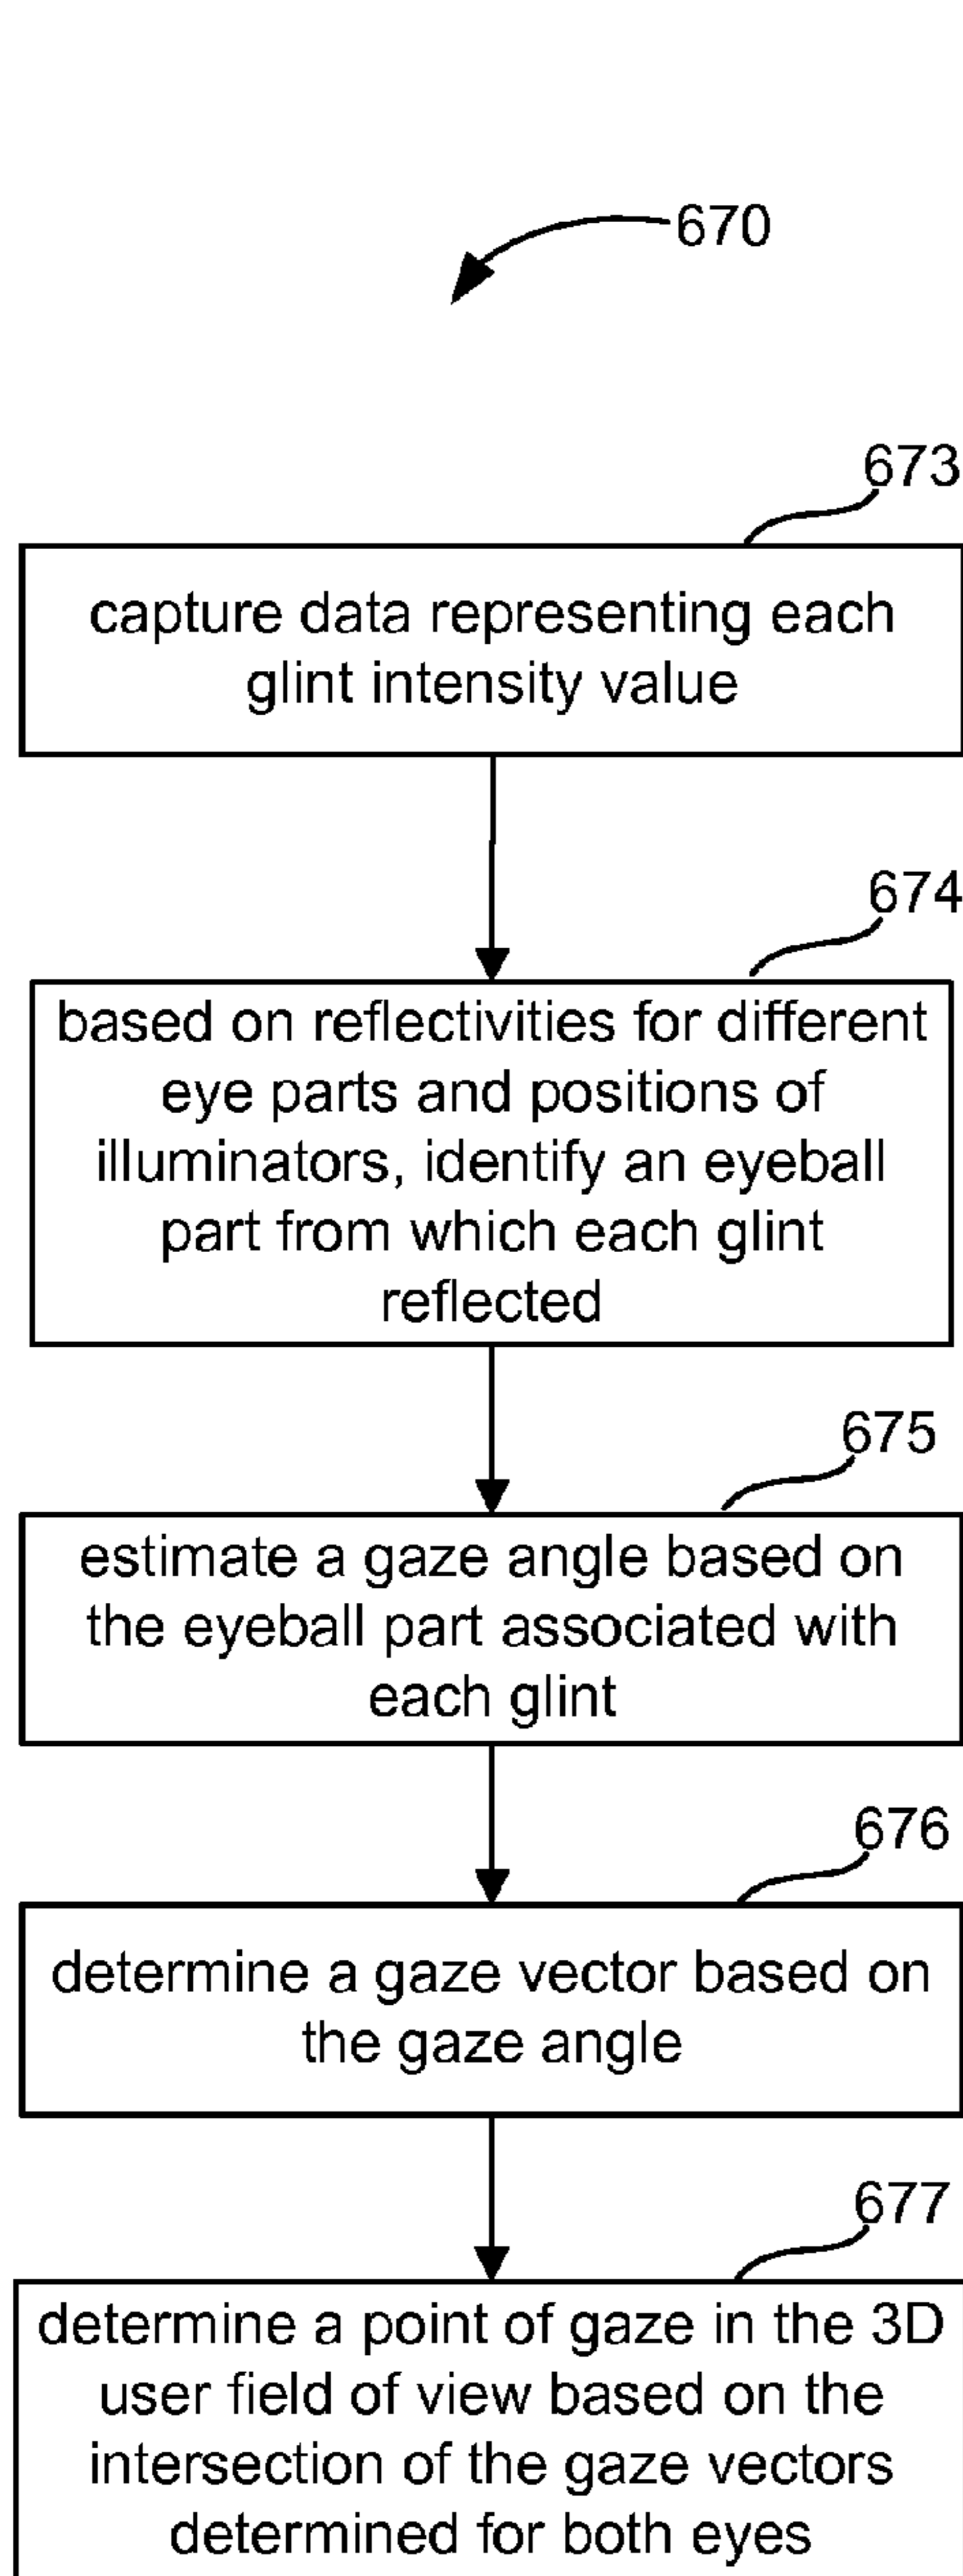 670
673
capture data representing each
glint intensity value
674
based on reflectivities for different
eye parts and positions of
illuminators, identify an eyeball
part from which each glint
reflected
675
estimate a gaze angle based on
the eyeball part associated with
each glint
676
determine a gaze vector based on
the gaze angle
677
determine a point of gaze in the 3D
user field of view based on the
intersection of the gaze vectors
determined for both eyes